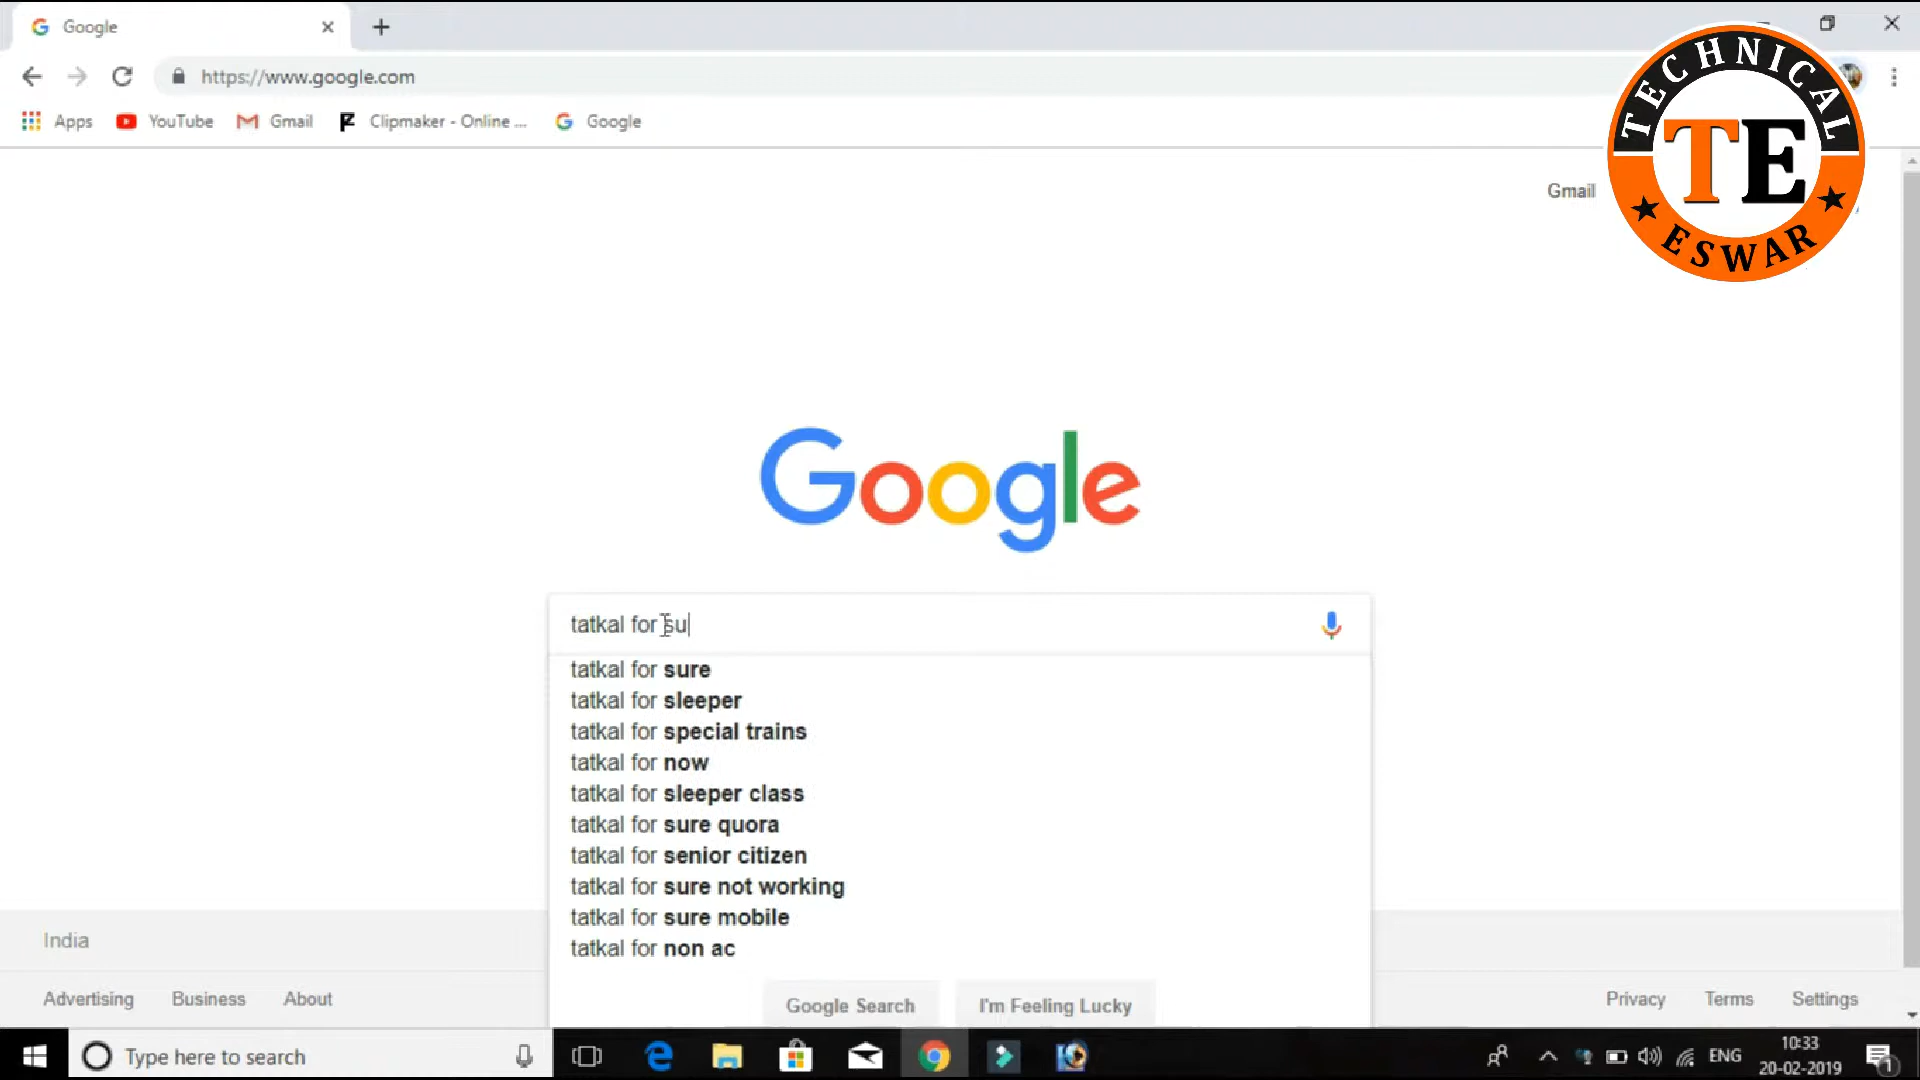 Google
https://www.google.com
Apps YouTube Gmail Clipmaker - Online ... Google
Gmail
TECHNICAL
TE
ESWAR
Google
tatkal for su
tatkal for sure
tatkal for sleeper
tatkal for special trains
tatkal for now
tatkal for sleeper class
tatkal for sure quora
tatkal for senior citizen
tatkal for sure not working
tatkal for sure mobile
tatkal for non ac
India
Google Search I'm Feeling Lucky
Advertising Business About Privacy Terms Settings
Type here to search ENG 10:33
20-02-2019
1